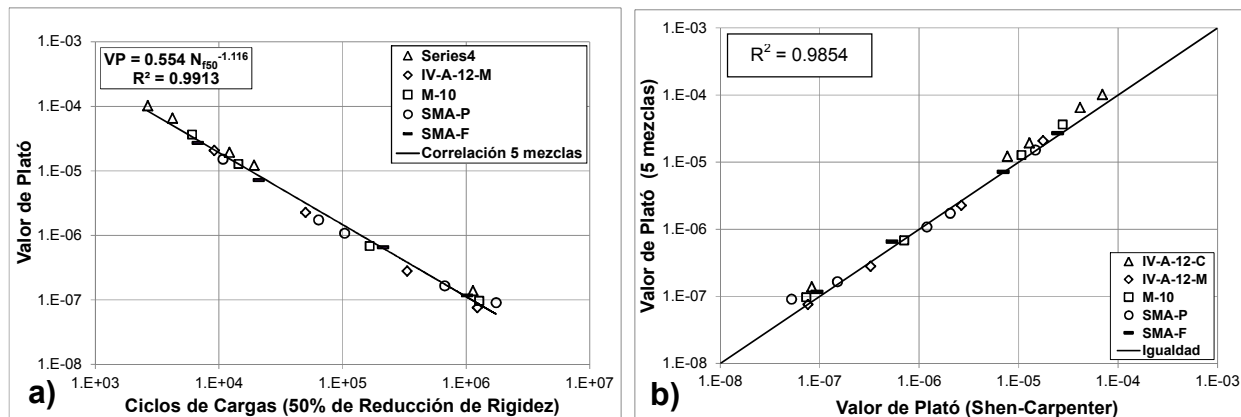 1.E-03
1.E-04
1.E-05
1.E-06
1.E-07
1.E-08
Valor de Plató
VP = 0.554 Nf50^-1.116
R² = 0.9913
Series4
IV-A-12-M
M-10
SMA-P
SMA-F
Correlación 5 mezclas
1.E+03 1.E+04 1.E+05 1.E+06 1.E+07
Ciclos de Cargas (50% de Reducción de Rigidez)
a)
1.E-03
1.E-04
1.E-05
1.E-06
1.E-07
1.E-08
Valor de Plató (5 mezclas)
R² = 0.9854
IV-A-12-C
IV-A-12-M
M-10
SMA-P
SMA-F
Igualdad
1.E-08 1.E-07 1.E-06 1.E-05 1.E-04 1.E-03
Valor de Plató (Shen-Carpenter)
b)